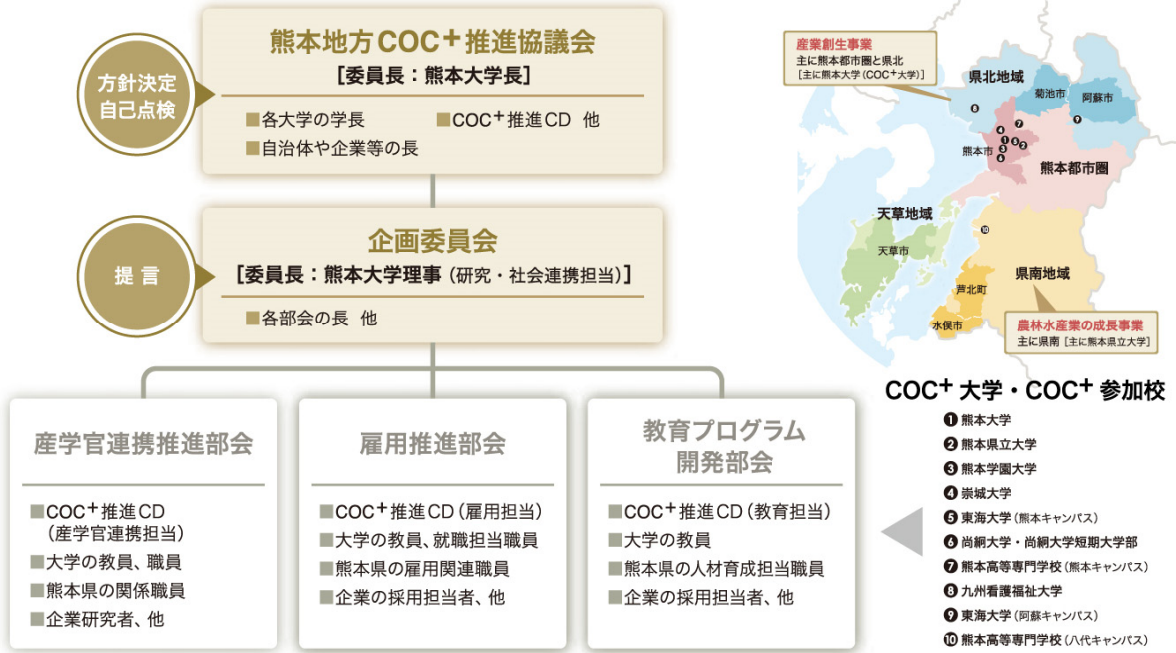 方針決定
自己点検
熊本地方COC+推進協議会
[委員長：熊本大学長]
■各大学の学長 ■COC+推進CD 他
■自治体や企業等の長
提言
企画委員会
[委員長：熊本大学理事（研究・社会連携担当）]
■各部会の長 他
産学官連携推進部会
■COC+推進CD
（産学官連携担当）
■大学の教員、職員
■熊本県の関係職員
■企業研究者、他
雇用推進部会
■COC+推進CD（雇用担当）
■大学の教員、就職担当職員
■熊本県の雇用関連職員
■企業の採用担当者、他
教育プログラム
開発部会
■COC+推進CD（教育担当）
■大学の教員
■熊本県の人材育成担当職員
■企業の採用担当者、他
産業創生事業
主に熊本都市圏と県北
[主に熊本大学（COC+大学）]
県北地域
菊池市
阿蘇市
❽
❾
❹
❼
❶
❽
❷
❸
❻
熊本市
熊本都市圏
天草地域
天草市
❿
県南地域
芦北町
水俣市
農林水産業の成長事業
主に県南 [主に熊本県立大学]
COC+大学・COC+参加校
❶熊本大学
❷熊本県立大学
❸熊本学園大学
❹崇城大学
❺東海大学（熊本キャンパス）
❻尚絅大学・尚絅大学短期大学部
❼熊本高等専門学校（熊本キャンパス）
❽九州看護福祉大学
❾東海大学（阿蘇キャンパス）
❿熊本高等専門学校（八代キャンパス）